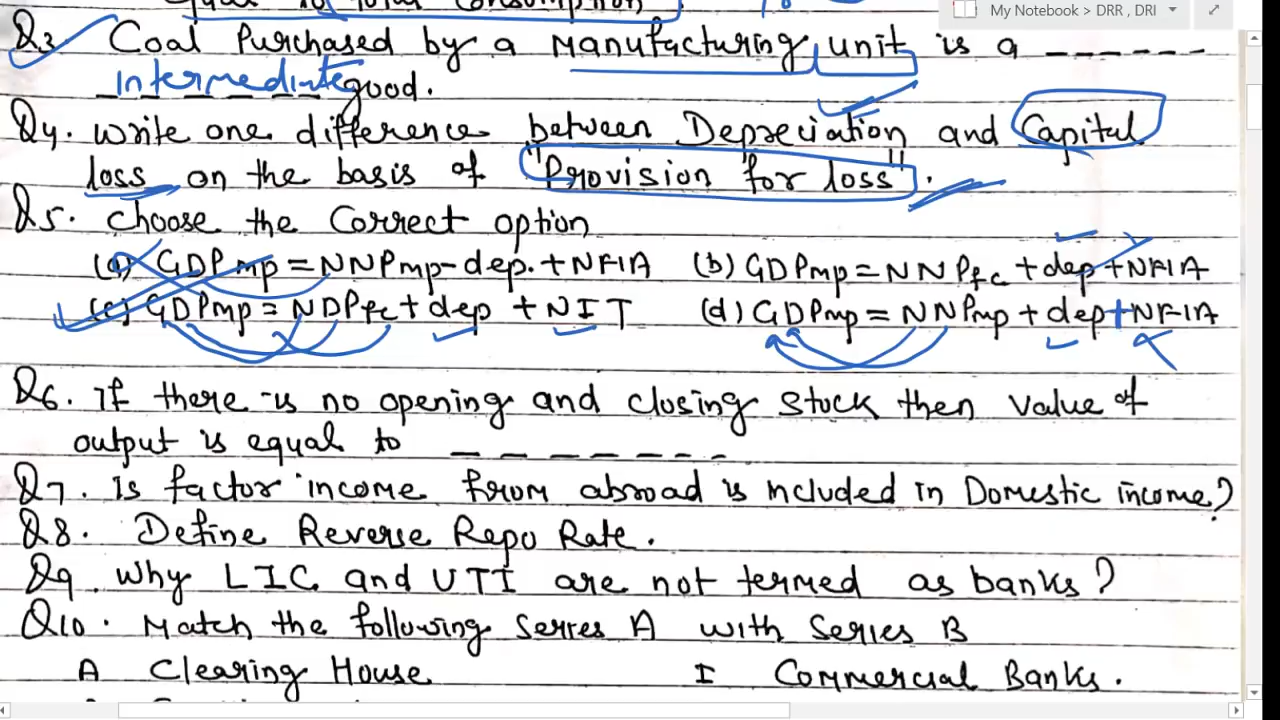 My Notebook > DRR , DRI
Equal to Total Consumption
Q3 Coal Purchased by a Manufacturing unit is a ------
Intermediate good.
Q4. Write one difference between Depreciation and Capital
loss on the basis of "Provision for loss".
Q5. Choose the Correct option
(a) GDPmp = NNPmp - dep. + NFIA (b) GDPmp = NNPfc + dep + NFIA
(c) GDPmp = NDPfc + dep + NIT (d) GDPmp = NNPmp + dep + NFIA
Q6. If there is no opening and closing stock then value of
output is equal to _ _ _ _ _ _ _
Q7. Is factor income from abroad is included in Domestic income?
Q8. Define Reverse Repo Rate.
Q9 Why LIC and UTI are not termed as banks?
Q10. Match the following Serres A with Series B
A Clearing House I Commercial Banks.